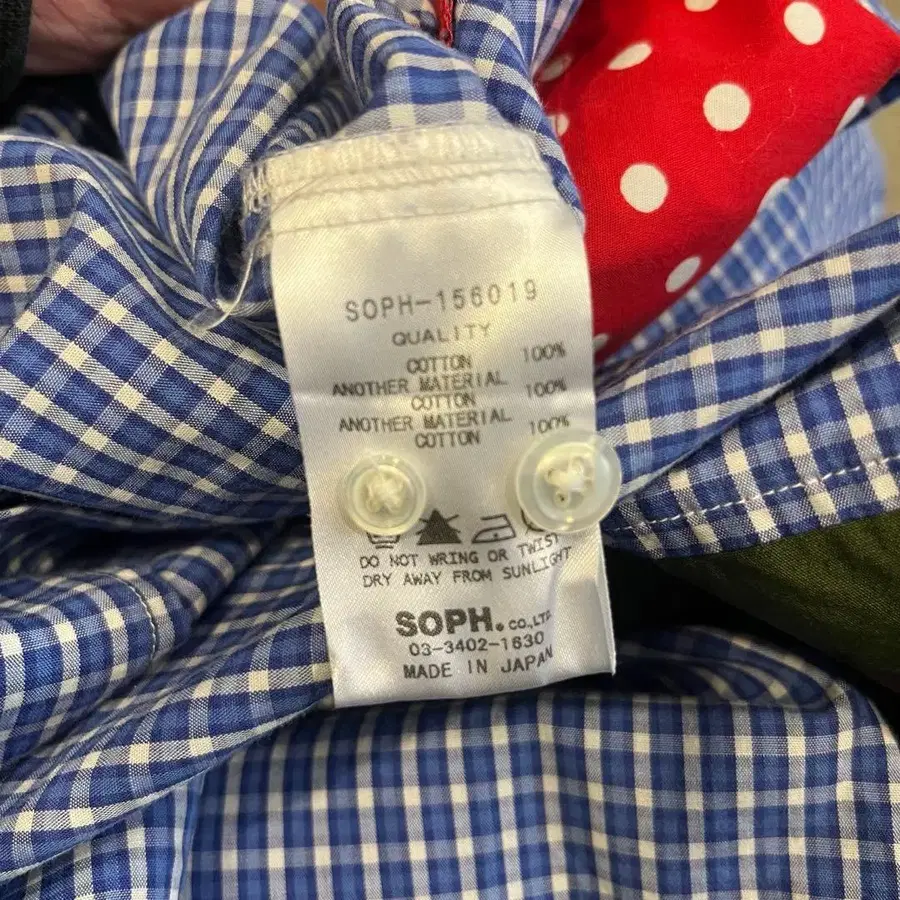 SOPH-156019
QUALITY
COTTON 100%
ANOTHER MATERIAL
COTTON 100%
ANOTHER MATERIAL
COTTON 100%
DO NOT WRING OR TWIST
DRY AWAY FROM SUNLIGHT
SOPH. CO.,LTD.
03-3402-1630
MADE IN JAPAN